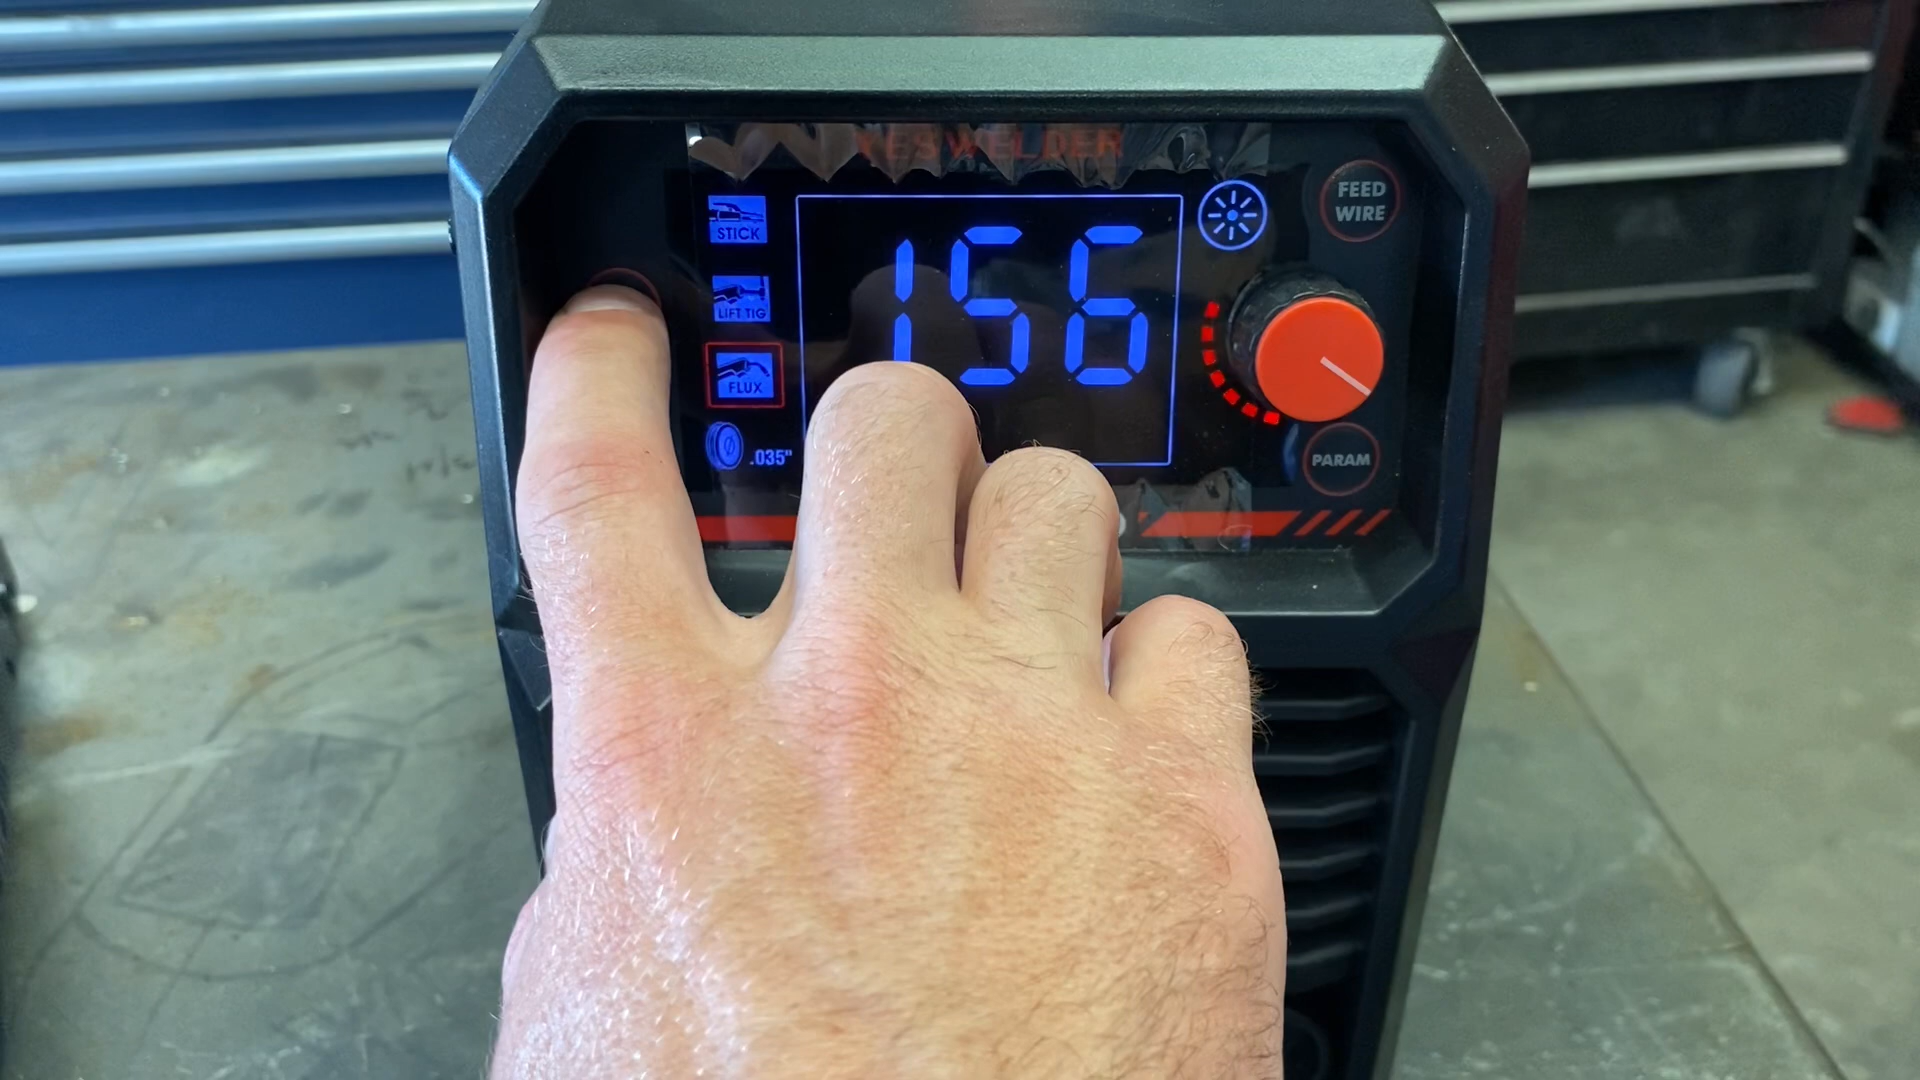 YESWELDER
STICK
LIFT TIG
FLUX
.035"
156
FEED
WIRE
PARAM